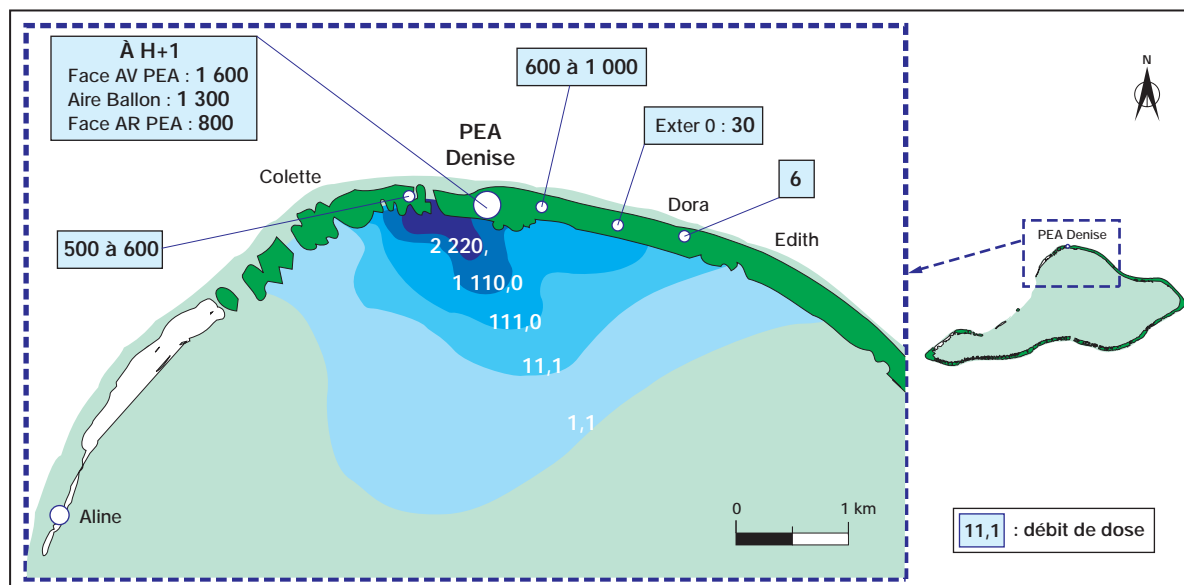 À H+1
Face AV PEA : 1 600
Aire Ballon : 1 300
Face AR PEA : 800
600 à 1 000
N
PEA
Denise
Exter 0 : 30
Colette
6
Dora
500 à 600
Edith
PEA Denise
2 220,
1 110,0
111,0
11,1
1,1
Aline
0
1 km
11,1 : débit de dose